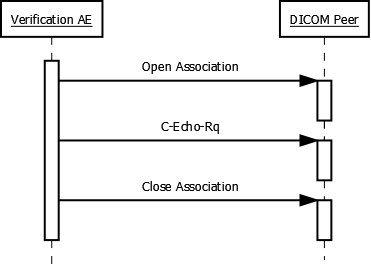 Verification AE
DICOM Peer
Open Association
C-Echo-Rq
Close Association